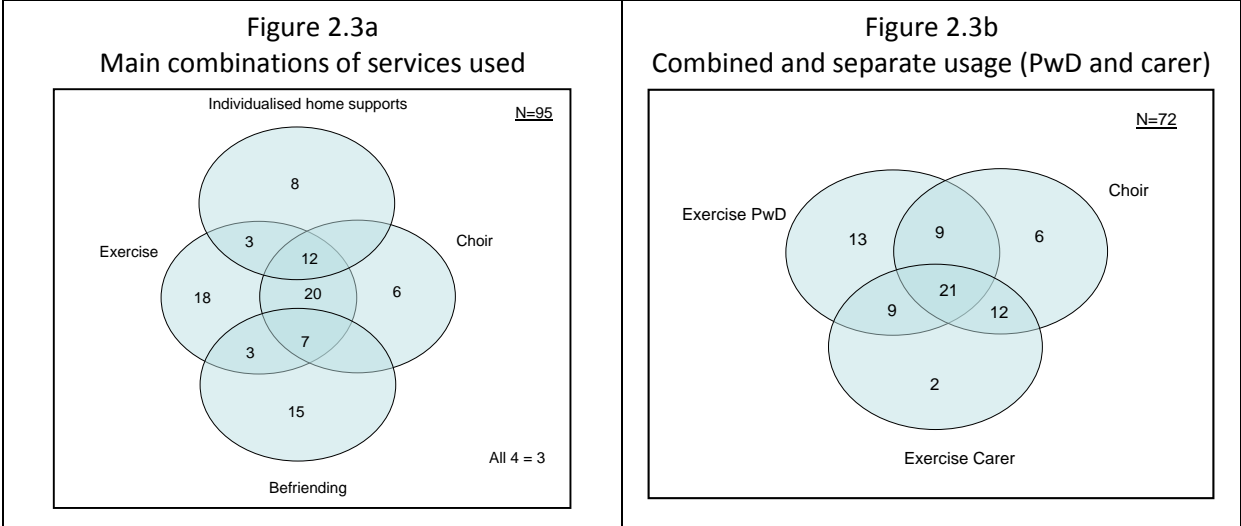 Figure 2.3a
Main combinations of services used
Individualised home supports
N=95
8
Exercise
3
Choir
12
18
20
6
3
7
15
All 4 = 3
Befriending
Figure 2.3b
Combined and separate usage (PwD and carer)
N=72
Choir
Exercise PwD
13
9
6
21
9
12
2
Exercise Carer